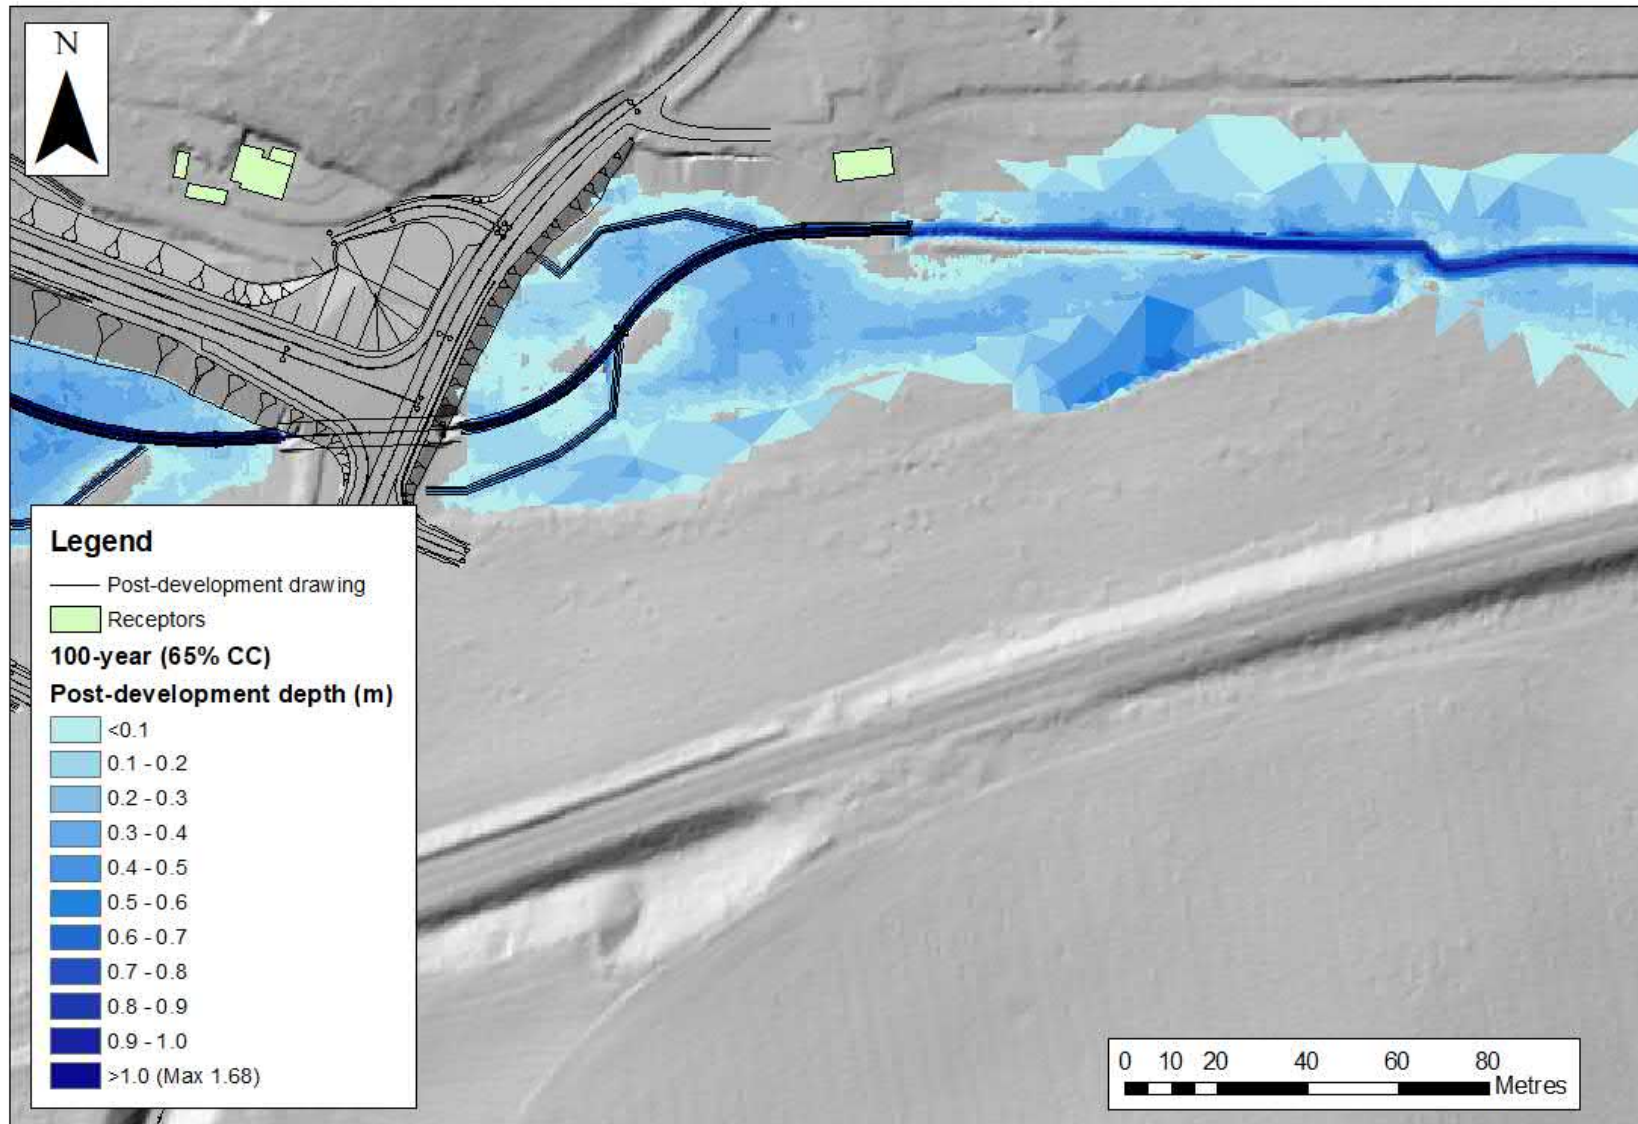 N
Legend
Post-development drawing
Receptors
100-year (65% CC)
Post-development depth (m)
<0.1
0.1 - 0.2
0.2 - 0.3
0.3 - 0.4
0.4 - 0.5
0.5 - 0.6
0.6 - 0.7
0.7 - 0.8
0.8 - 0.9
0.9 - 1.0
>1.0 (Max 1.68)
0 10 20 40 60 80
Metres